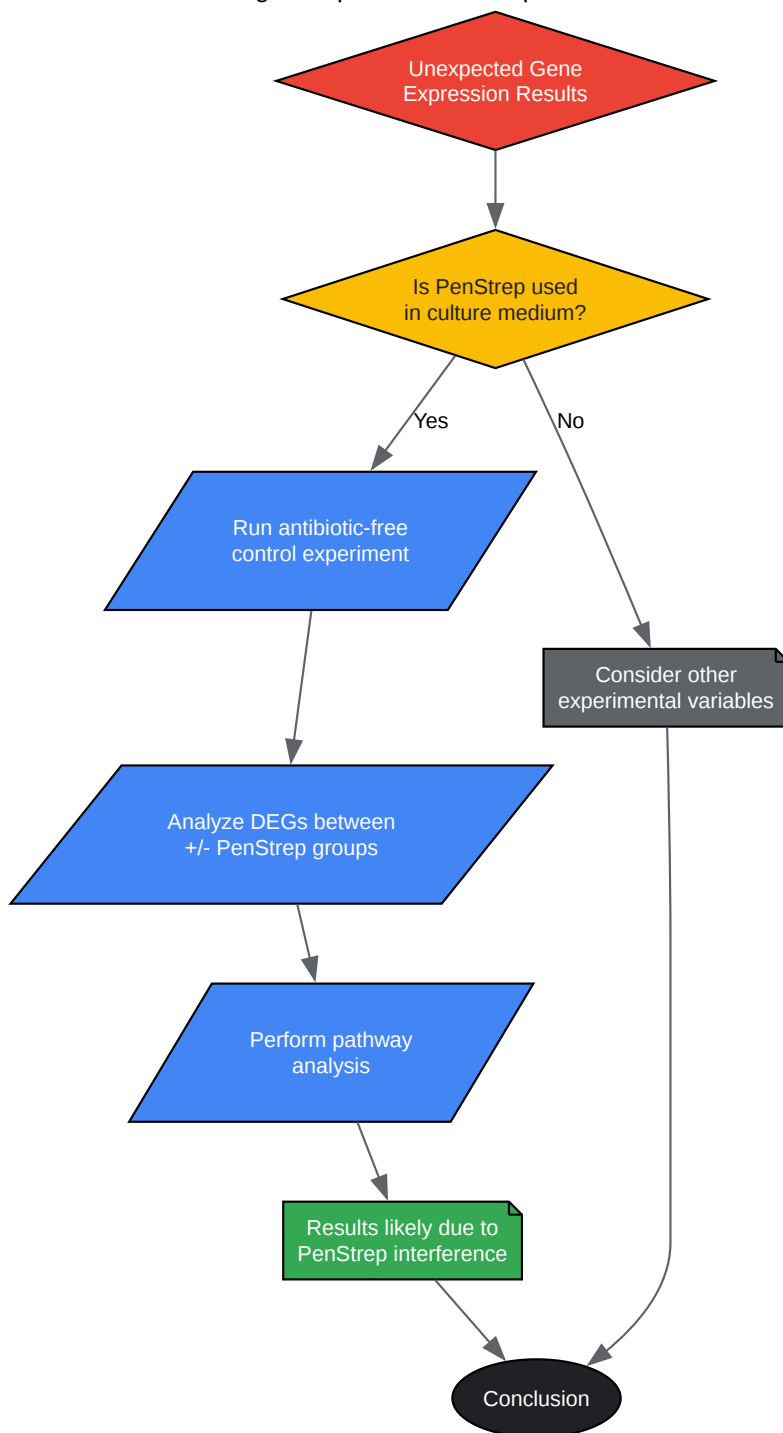 Unexpected Gene
Expression Results
Is PenStrep used
in culture medium?
Yes
No
Run antibiotic-free
control experiment
Consider other
experimental variables
Analyze DEGs between
+/- PenStrep groups
Perform pathway
analysis
Results likely due to
PenStrep interference
Conclusion